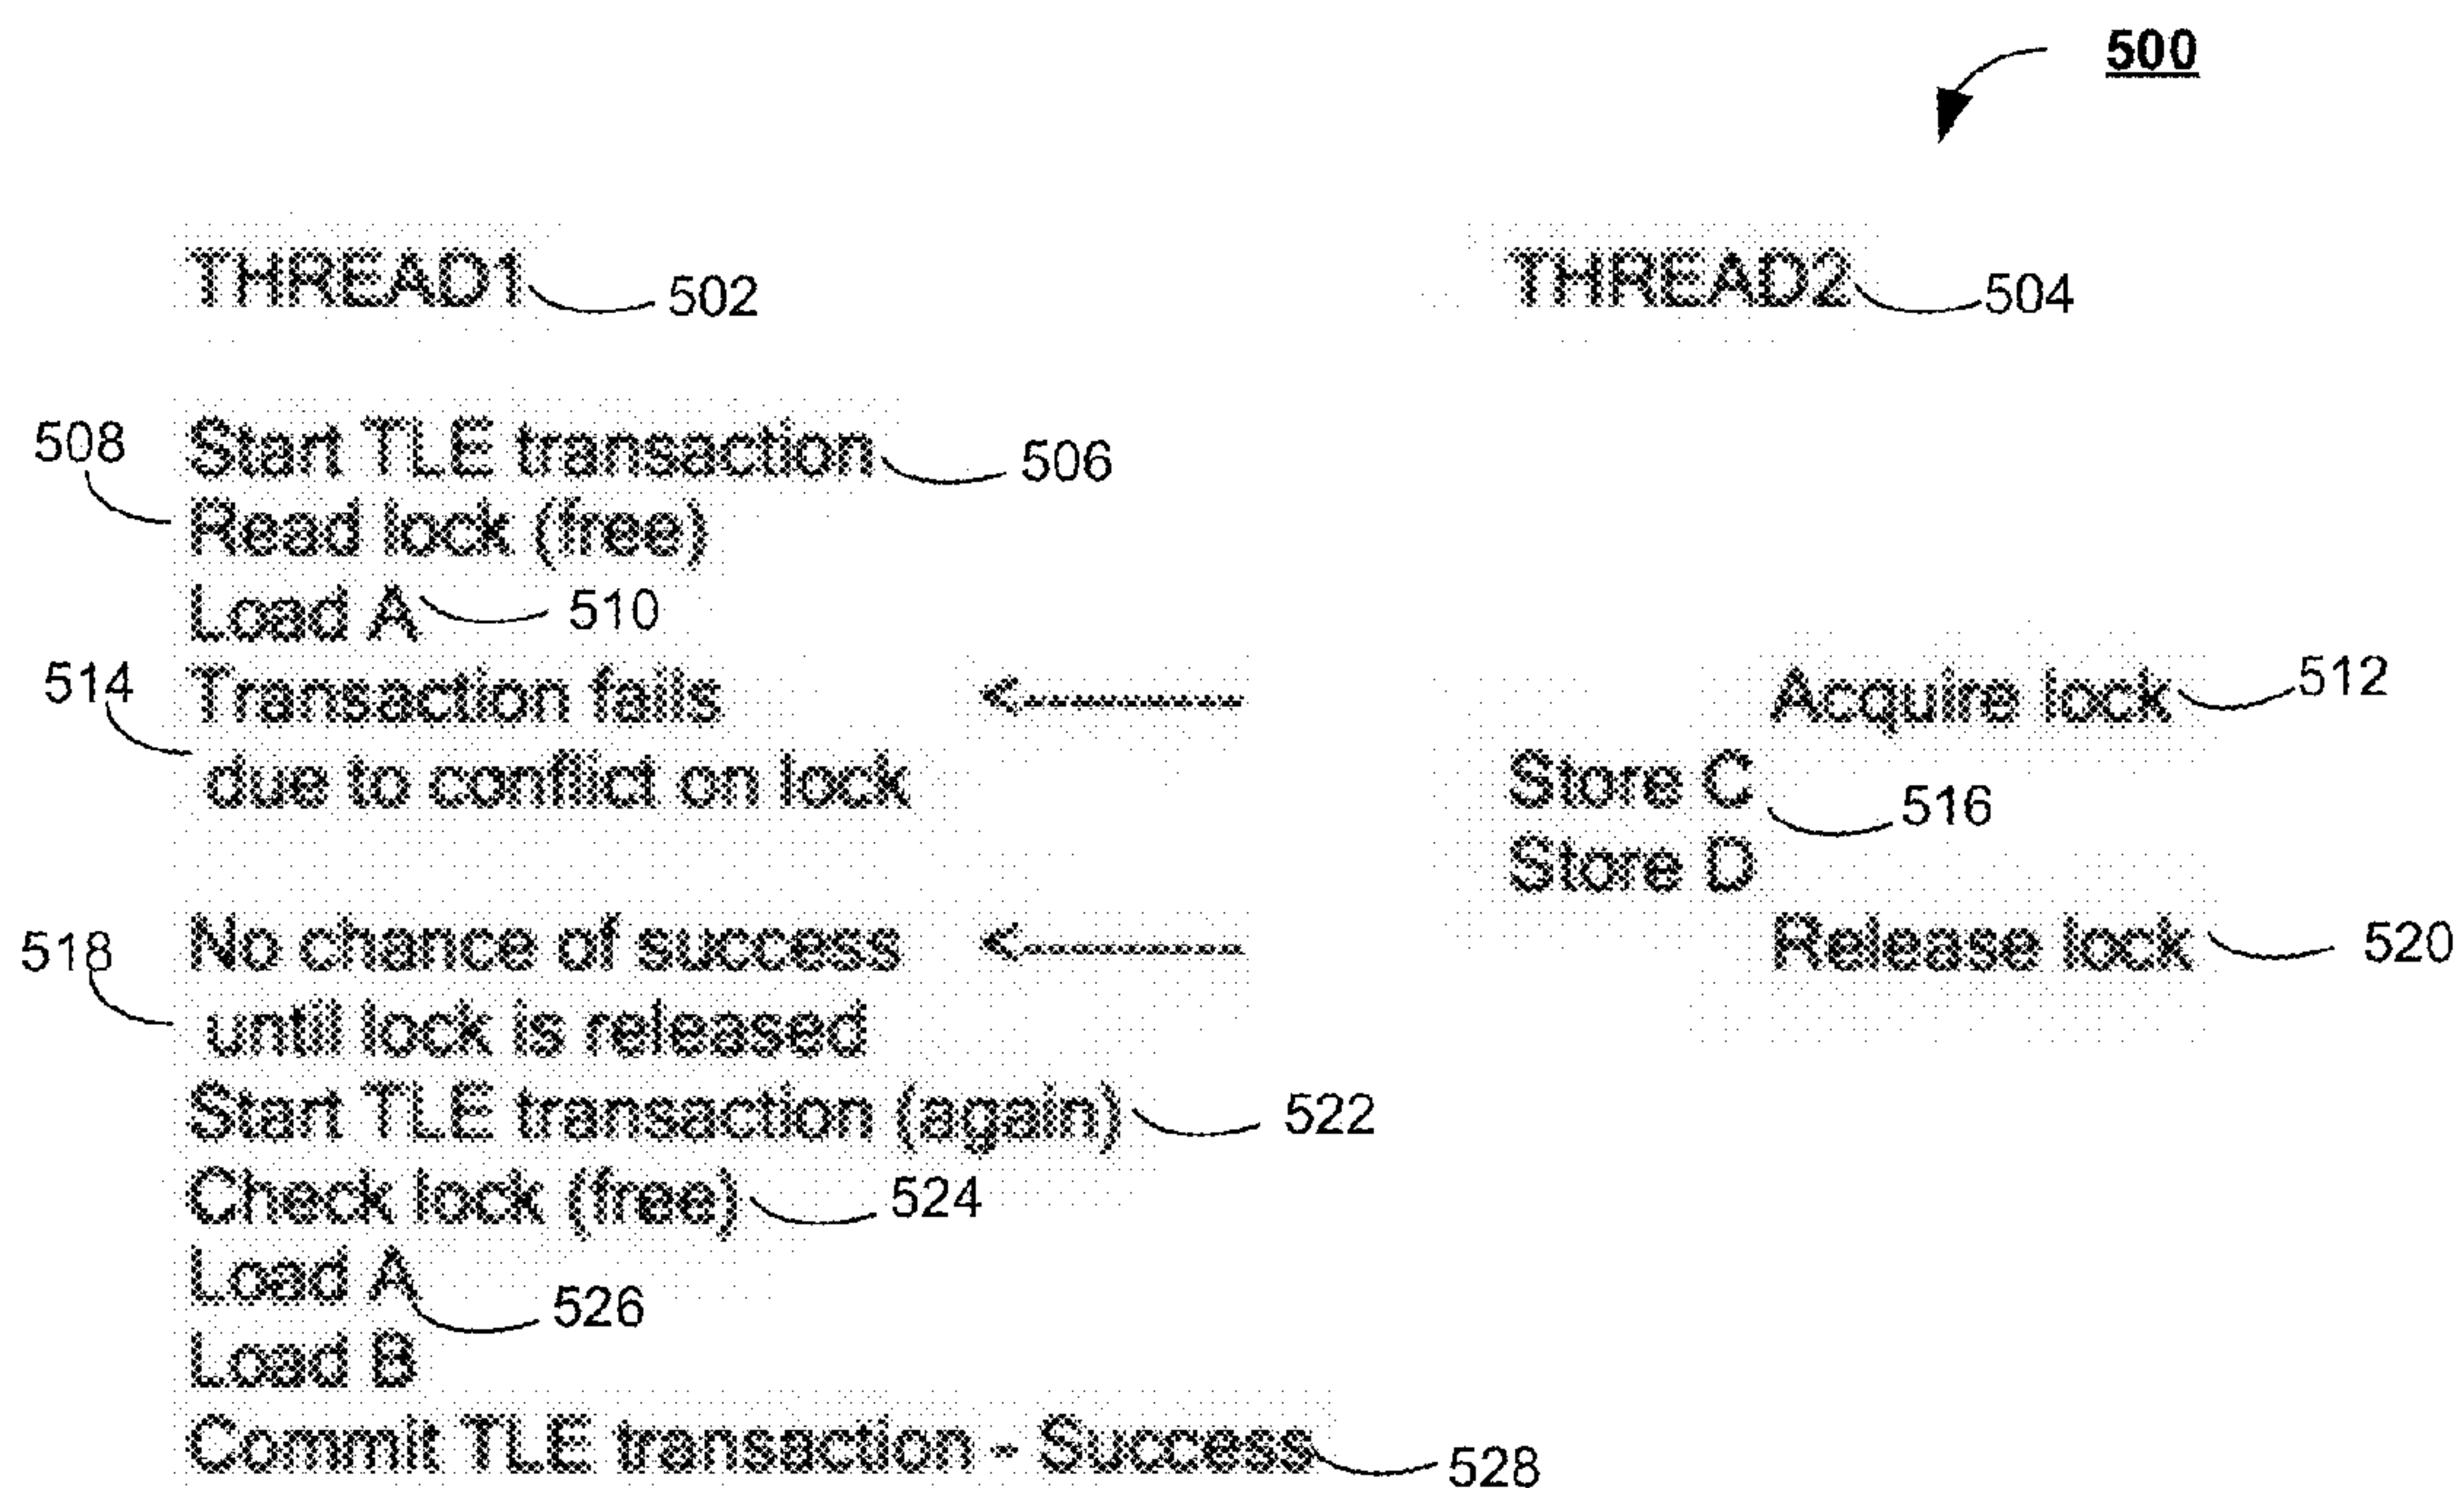 500
THREAD1 502 THREAD2 504
Start TLE transaction 506
508 Read lock (free)
Load A 510
514 Transaction fails <........... Acquire lock 512
due to conflict on lock Store C 516
Store D
518 No chance of success <........... Release lock 520
until lock is released
Start TLE transaction (again) 522
Check lock (free) 524
Load A 526
Load B
Commit TLE transaction - Success 528